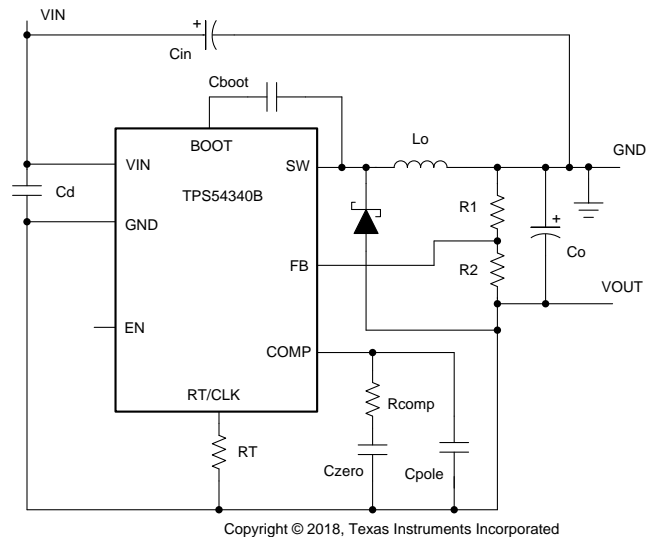 VIN
+
Cin
Cboot
BOOT
Lo
GND
VIN
SW
Cd
TPS54340B
R1
+
GND
Co
FB
R2
VOUT
EN
COMP
RT/CLK
Rcomp
RT
Czero
Cpole
Copyright © 2018, Texas Instruments Incorporated